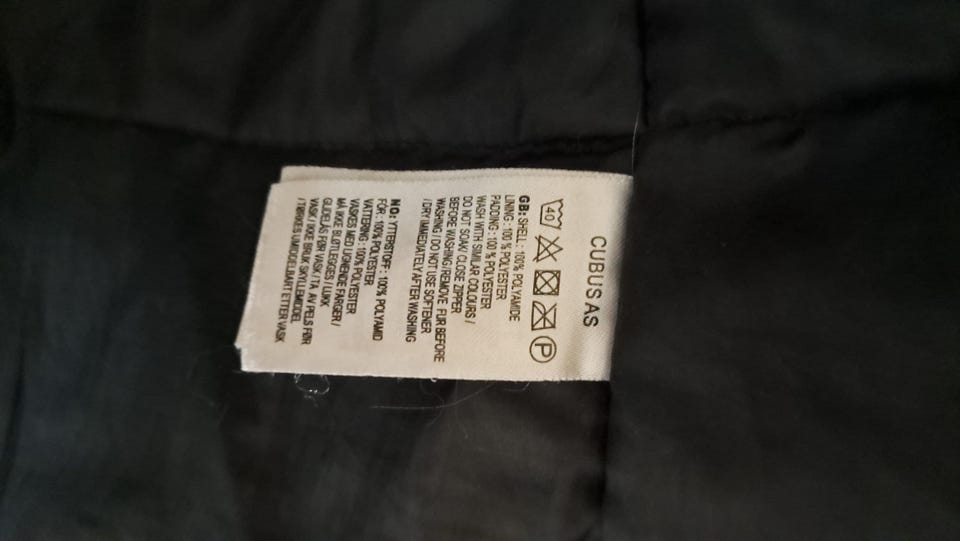 CUBUS AS
40 P
GB: SHELL : 100% POLYAMIDE
LINING : 100 % POLYESTER
PADDING : 100 % POLYESTER
WASH WITH SIMILAR COLOURS /
DO NOT SOAK/ CLOSE ZIPPER
BEFORE WASHING/REMOVE FUR BEFORE
WASHING / DO NOT USE SOFTENER
/ DRY IMMEDIATELY AFTER WASHING
NO: YTTERSTOFF : 100% POLYAMID
FÔR : 100% POLYESTER
VATTERING : 100% POLYESTER
VASKES MED LIGNENDE FARGER /
MÅ IKKE BLØTLEGGES / LUKK
GLIDELÅS FØR VASK / TA AV PELS FØR
VASK / IKKE BRUK SKYLLEMIDDEL
/ TØRKES UMIDDELBART ETTER VASK